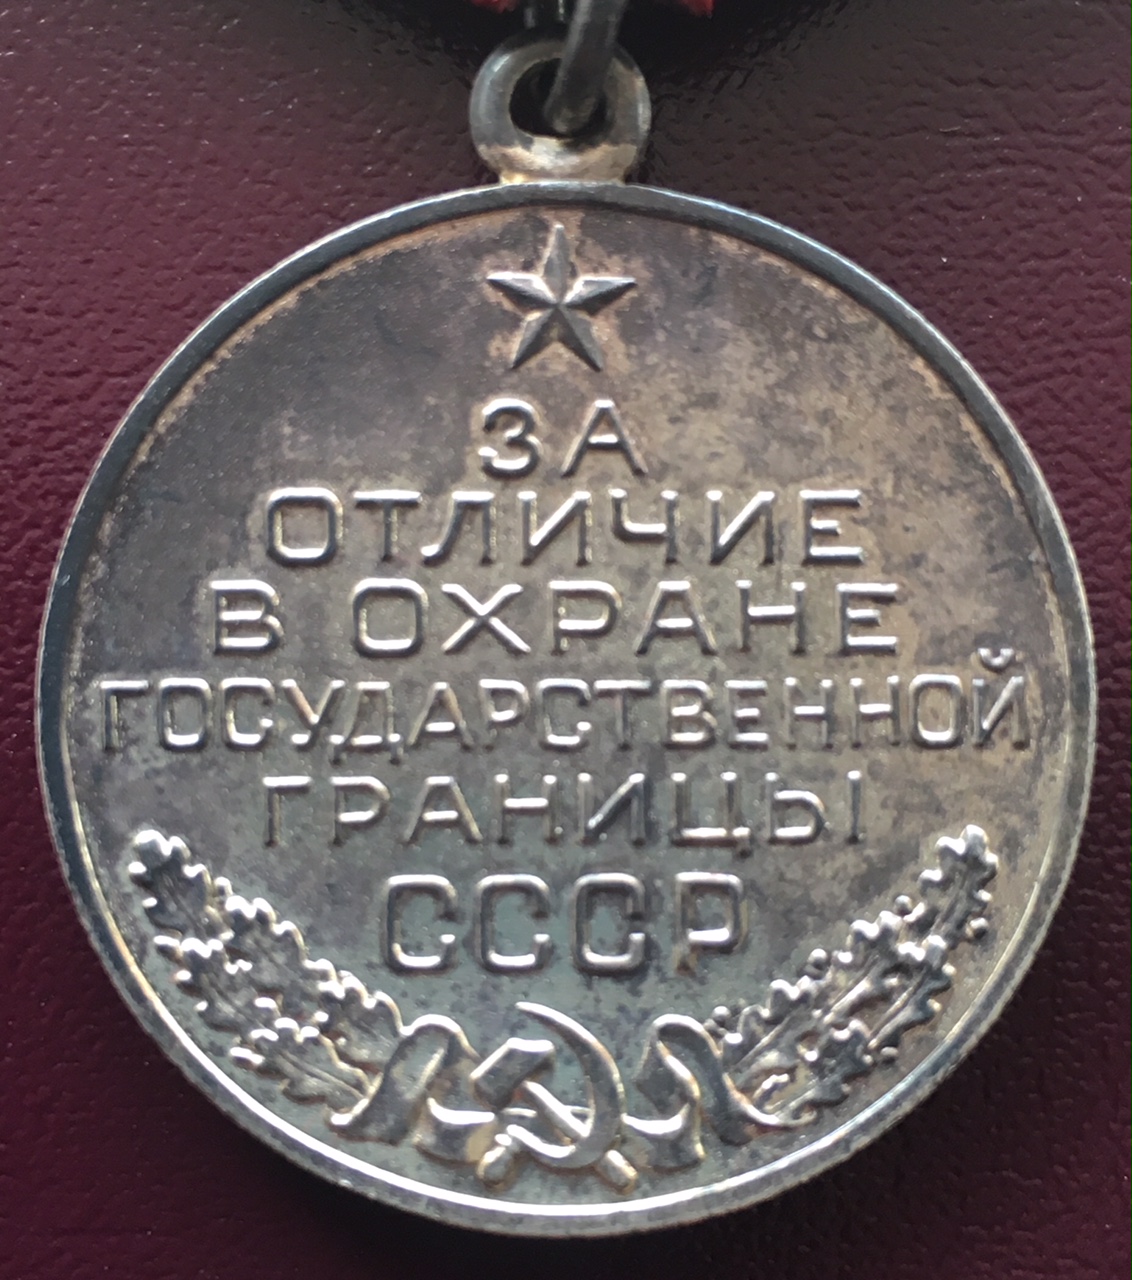 ЗА
ОТЛИЧИЕ
В ОХРАНЕ
ГОСУДАРСТВЕННОЙ
ГРАНИЦЫ
СССР